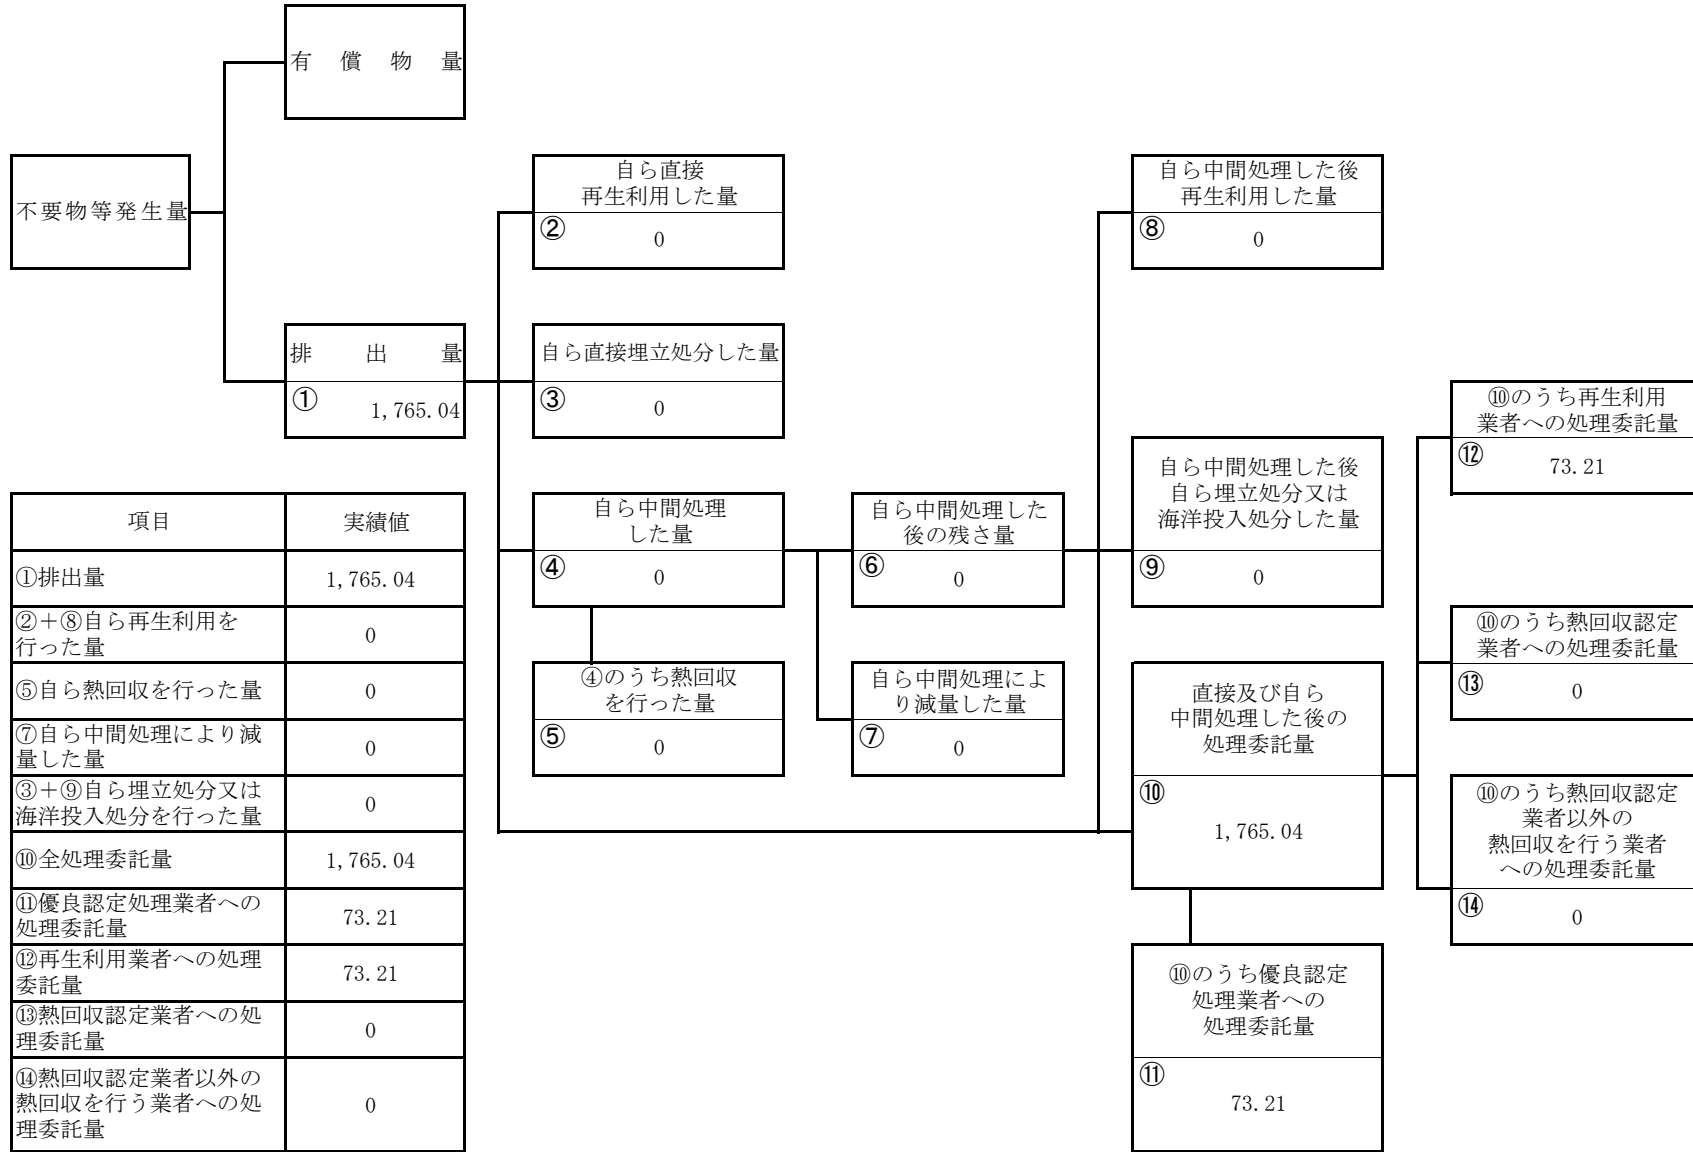 有償物量
不要物等発生量
排出量
①
1,765.04
自ら直接
再生利用した量
②
0
自ら直接埋立処分した量
③
0
自ら中間処理
した量
④
0
④のうち熱回収
を行った量
⑤
0
自ら中間処理した
後の残さ量
⑥
0
自ら中間処理によ
り減量した量
⑦
0
自ら中間処理した後
再生利用した量
⑧
0
自ら中間処理した後
自ら埋立処分又は
海洋投入処分した量
⑨
0
直接及び自ら
中間処理した後の
処理委託量
⑩
1,765.04
⑩のうち優良認定
処理業者への
処理委託量
⑪
73.21
⑩のうち再生利用
業者への処理委託量
⑫
73.21
⑩のうち熱回収認定
業者への処理委託量
⑬
0
⑩のうち熱回収認定
業者以外の
熱回収を行う業者
への処理委託量
⑭
0
項目 実績値
①排出量 1,765.04
②+⑧自ら再生利用を
行った量
0
⑤自ら熱回収を行った量 0
⑦自ら中間処理により減
量した量
0
③+⑨自ら埋立処分又は
海洋投入処分を行った量
0
⑩全処理委託量 1,765.04
⑪優良認定処理業者への
処理委託量
73.21
⑫再生利用業者への処理
委託量
73.21
⑬熱回収認定業者への処
理委託量
0
⑭熱回収認定業者以外の
熱回収を行う業者への処
理委託量
0